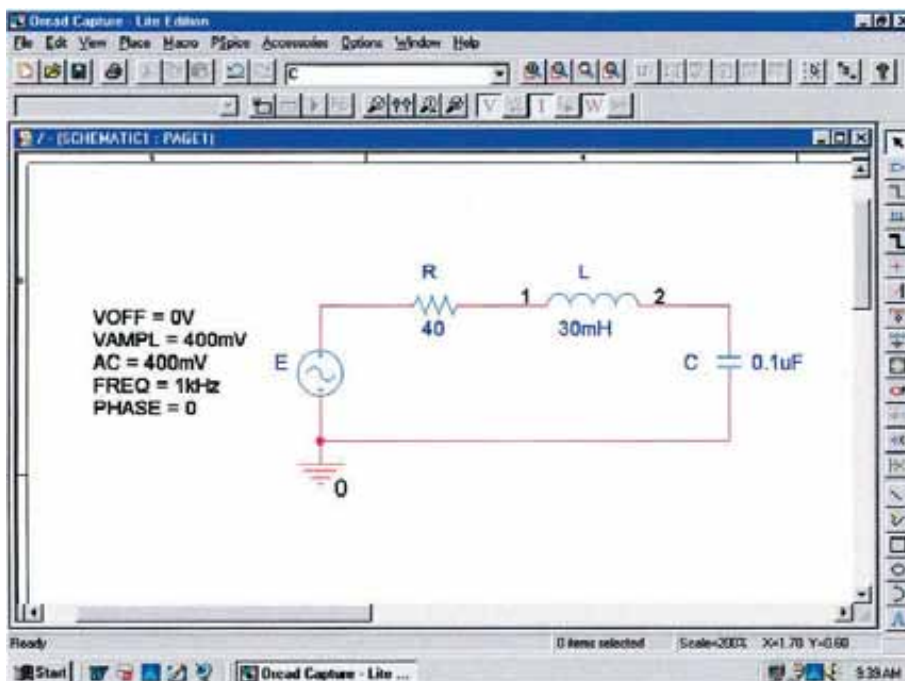 Orcad Capture - Lite Edition
File Edit View Place Macro PSpice Accessories Options Window Help
C
V I W
7 - (SCHEMATIC1 : PAGE1)
R L
1 2
40 30mH
VOFF = 0V
VAMPL = 400mV
AC = 400mV
FREQ = 1kHz
PHASE = 0
E
C 0.1uF
0
Ready 0 items selected Scale=200% X=1.70 Y=0.60
Start Orcad Capture - Lite ... 9:39 AM